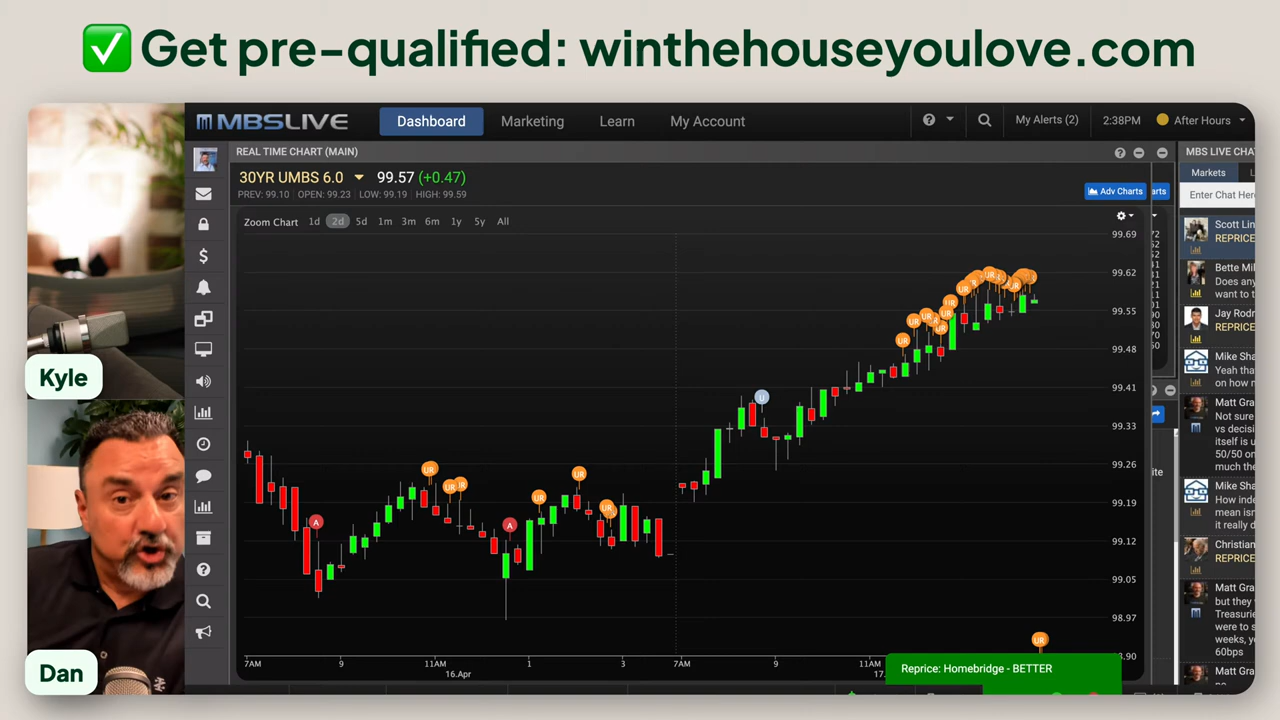 ✅ Get pre-qualified: winthehouseyoulove.com
MBSLIVE
Dashboard
Marketing
Learn
My Account
My Alerts (2)
2:38PM
After Hours
REAL TIME CHART (MAIN)
MBS LIVE CHA
30YR UMBS 6.0
99.57 (+0.47)
PREV: 99.10 | OPEN: 99.23 | LOW: 99.19 | HIGH: 99.59
Adv Charts
arts
Markets
Enter Chat Here
Zoom Chart 1d 2d 5d 1m 3m 6m 1y 5y All
99.69
99.62
99.55
99.48
99.41
99.33
99.26
99.19
99.12
99.05
98.97
.90
UR
U
A
7AM
9
11AM
1
3
7AM
9
11AM
16.Apr
17.
Scott Lin
REPRICE
Bette Mi
Does any
want to t
Jay Rodr
REPRICE
Mike Sha
Yeah tha
on how m
Matt Gra
Not sure
vs decisi
itself is u
50/50 on
much the
Mike Sha
How inde
mean isn
it really d
Christian
REPRICE
Matt Gra
but they
Treasurie
were to s
weeks, y
60bps
Matt Gra
Reprice: Homebridge - BETTER
Kyle
Dan